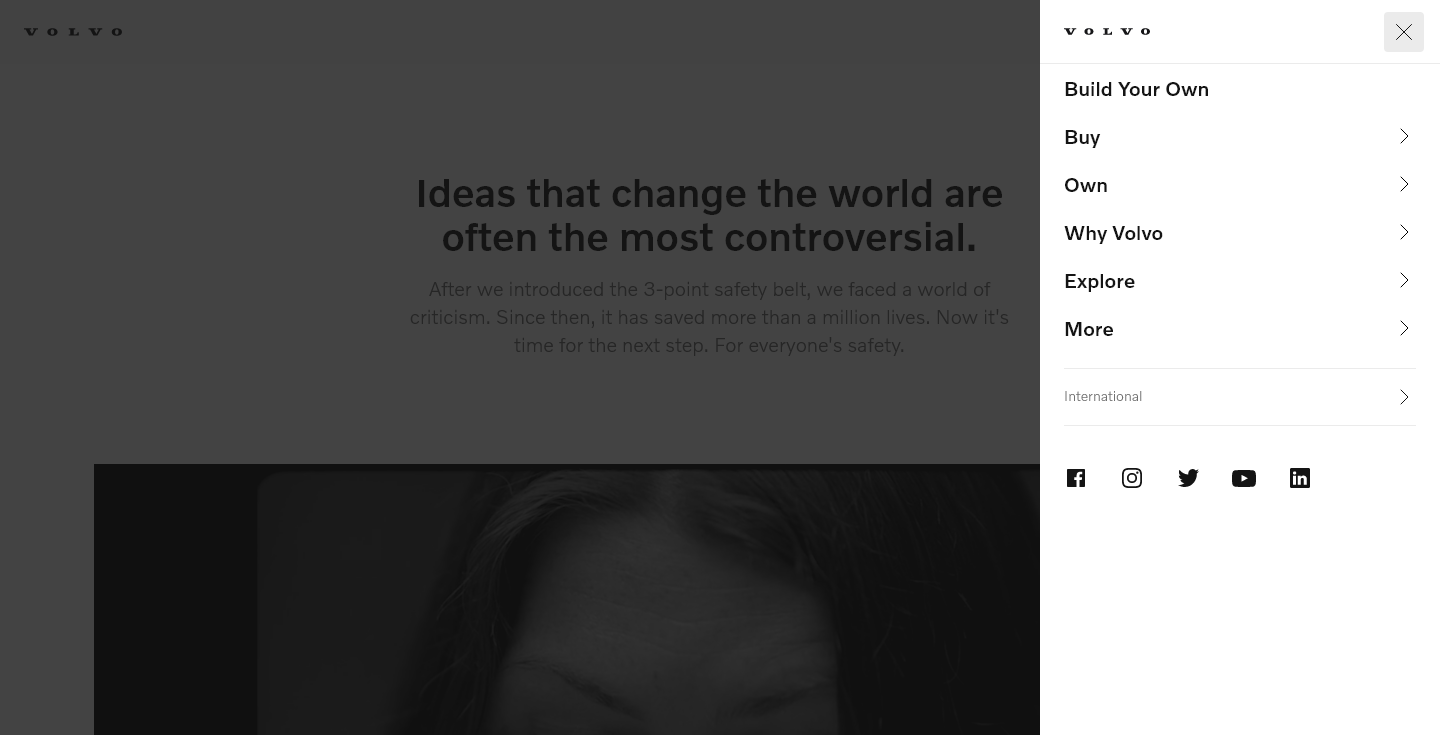 VOLVO
Ideas that change the world are
often the most controversial.
After we introduced the 3-point safety belt, we faced a world of
criticism. Since then, it has saved more than a million lives. Now it's
time for the next step. For everyone's safety.
VOLVO
Build Your Own
Buy
Own
Why Volvo
Explore
More
International